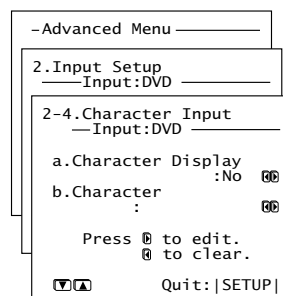 -Advanced Menu
2.Input Setup
Input:DVD
2-4.Character Input
Input:DVD
a.Character Display
:No
b.Character
:
Press to edit.
to clear.
Quit:|SETUP|